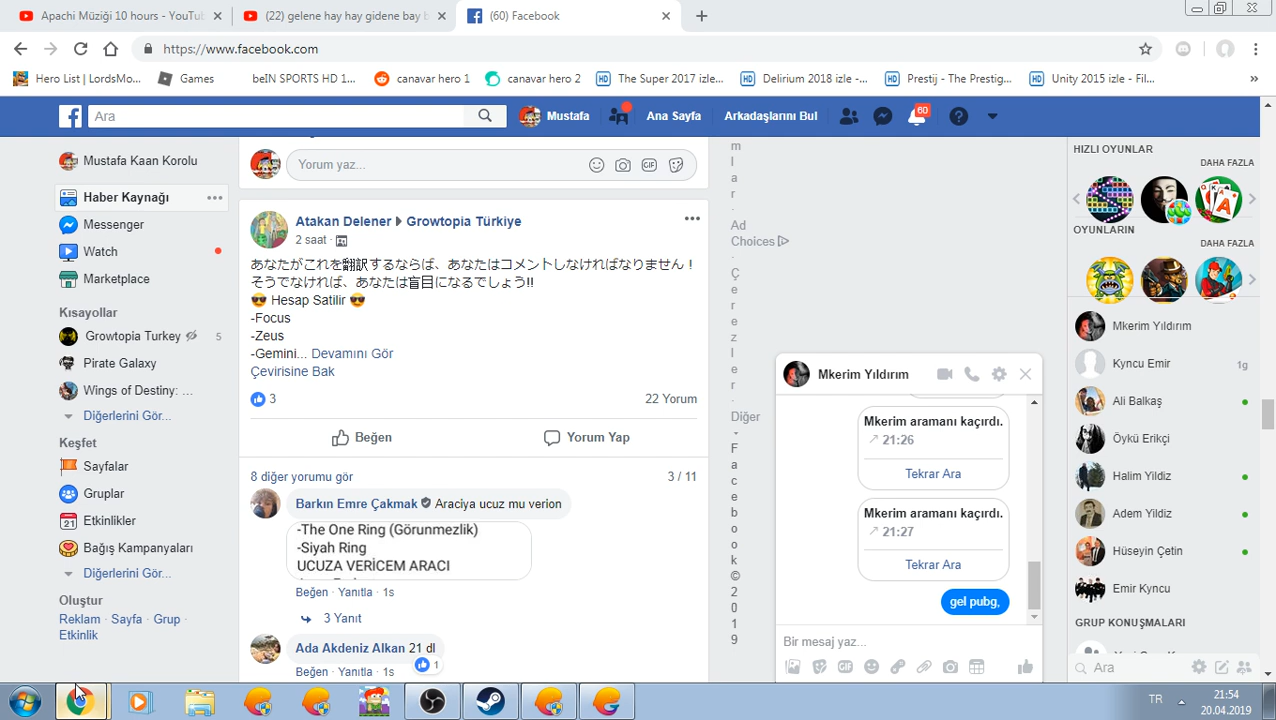 Apachi Müziği 10 hours - YouTu
(22) gelene hay hay gidene bay b
(60) Facebook
https://www.facebook.com
Hero List | LordsMo...
Games
beIN SPORTS HD 1...
canavar hero 1
canavar hero 2
The Super 2017 izle...
Delirium 2018 izle -...
Prestij - The Prestig...
Unity 2015 izle - Fil...
»
Ara
Mustafa
Ana Sayfa
Arkadaşlarını Bul
60
Mustafa Kaan Korolu
Haber Kaynağı
Messenger
Watch
Marketplace
Kısayollar
Growtopia Turkey
5
Pirate Galaxy
Wings of Destiny: ...
Diğerlerini Gör...
Keşfet
Sayfalar
Gruplar
21
Etkinlikler
Bağış Kampanyaları
Diğerlerini Gör...
Oluştur
Reklam · Sayfa · Grup ·
Etkinlik
Yorum yaz...
GIF
Atakan Delener
Growtopia Türkiye
2 saat ·
あなたがこれを翻訳するならば、あなたはコメントしなければなりません！
そうでなければ、あなたは盲目になるでしょう!!
😎 Hesap Satilir 😎
-Focus
-Zeus
-Gemini... Devamını Gör
Çevirisine Bak
3
22 Yorum
Beğen
Yorum Yap
8 diğer yorumu gör
3 / 11
Barkın Emre Çakmak Araciya ucuz mu verion
-The One Ring (Görunmezlik)
-Siyah Ring
UCUZA VERİCEM ARACI
Beğen · Yanıtla · 1s
3 Yanıt
Ada Akdeniz Alkan 21 dl
1
Beğen · Yanıtla · 1s
m
l
a
r
·
Ad
Choices
·
Ç
e
r
e
z
l
e
r
·
Diğer
F
a
c
e
b
o
o
k
©
2
0
1
9
Mkerim Yıldırım
Mkerim aramanı kaçırdı.
21:26
Tekrar Ara
Mkerim aramanı kaçırdı.
21:27
Tekrar Ara
gel pubg,
Bir mesaj yaz...
GIF
HIZLI OYUNLAR
DAHA FAZLA
OYUNLARIN
DAHA FAZLA
Mkerim Yıldırım
Kyncu Emir
1g
Ali Balkaş
Öykü Erikçi
Halim Yildiz
Adem Yildiz
Hüseyin Çetin
Emir Kyncu
GRUP KONUŞMALARI
Ara
TR
21:54
20.04.2019